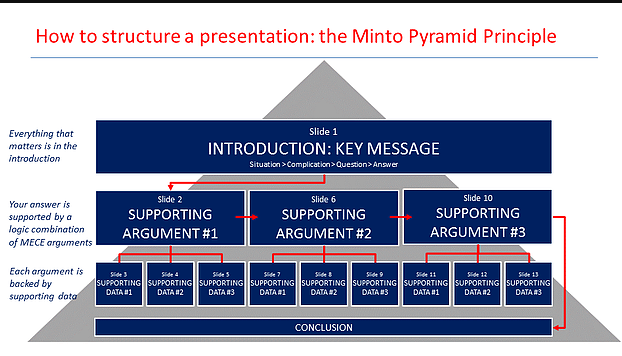 How to structure a presentation: the Minto Pyramid Principle
Everything that
matters is in the
introduction
Slide 1
INTRODUCTION: KEY MESSAGE
Situation > Complication > Question > Answer
Your answer is
supported by a
logic combination
of MECE arguments
Slide 2
SUPPORTING
ARGUMENT #1
Slide 6
SUPPORTING
ARGUMENT #2
Slide 10
SUPPORTING
ARGUMENT #3
Each argument is
backed by
supporting data
Slide 3
SUPPORTING
DATA #1
Slide 4
SUPPORTING
DATA #2
Slide 5
SUPPORTING
DATA #3
Slide 7
SUPPORTING
DATA #1
Slide 8
SUPPORTING
DATA #2
Slide 9
SUPPORTING
DATA #3
Slide 11
SUPPORTING
DATA #1
Slide 12
SUPPORTING
DATA #2
Slide 13
SUPPORTING
DATA #3
CONCLUSION